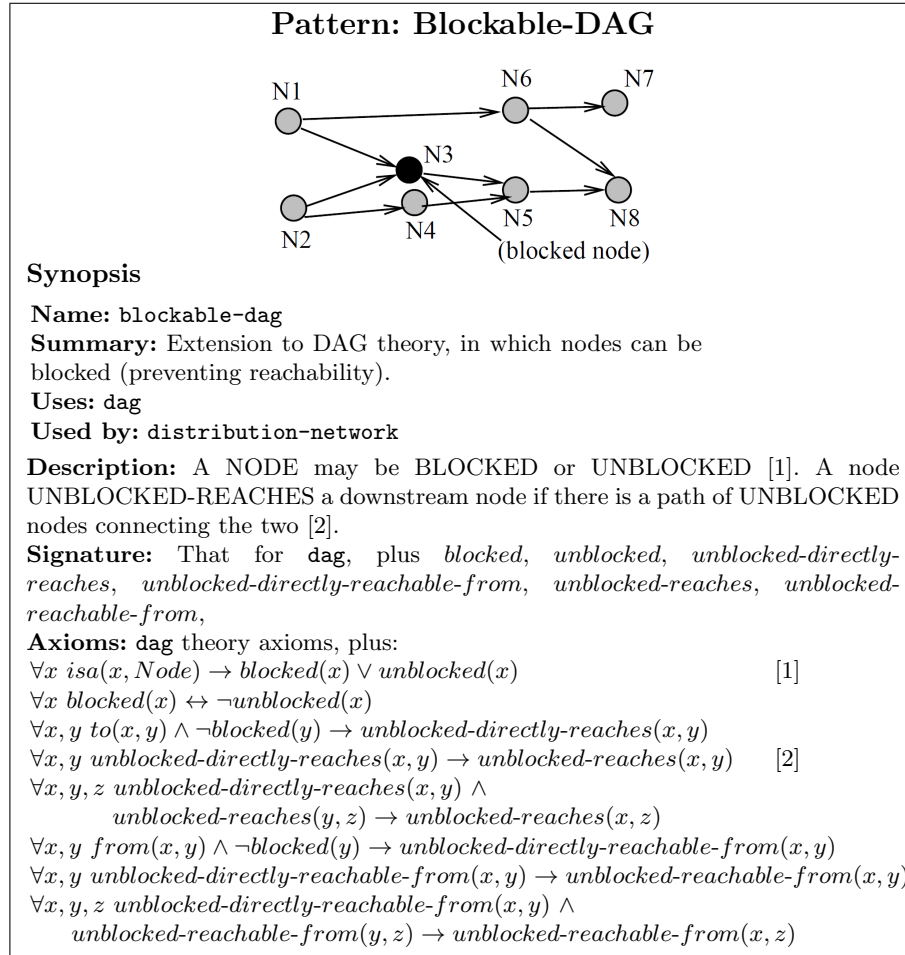 Pattern: Blockable-DAG
N1
N6
N7
N3
N2
N4
N5
N8
(blocked node)
Synopsis
Name: blockable-dag
Summary: Extension to DAG theory, in which nodes can be
blocked (preventing reachability).
Uses: dag
Used by: distribution-network
Description: A NODE may be BLOCKED or UNBLOCKED [1]. A node
UNBLOCKED-REACHES a downstream node if there is a path of UNBLOCKED
nodes connecting the two [2].
Signature: That for dag, plus blocked, unblocked, unblocked-directly-
reaches, unblocked-directly-reachable-from, unblocked-reaches, unblocked-
reachable-from,
Axioms: dag theory axioms, plus:
∀x isa(x, Node) → blocked(x) ∨ unblocked(x) [1]
∀x blocked(x) ↔ ¬unblocked(x)
∀x, y to(x, y) ∧ ¬blocked(y) → unblocked-directly-reaches(x, y)
∀x, y unblocked-directly-reaches(x, y) → unblocked-reaches(x, y) [2]
∀x, y, z unblocked-directly-reaches(x, y) ∧
unblocked-reaches(y, z) → unblocked-reaches(x, z)
∀x, y from(x, y) ∧ ¬blocked(y) → unblocked-directly-reachable-from(x, y)
∀x, y unblocked-directly-reachable-from(x, y) → unblocked-reachable-from(x, y)
∀x, y, z unblocked-directly-reachable-from(x, y) ∧
unblocked-reachable-from(y, z) → unblocked-reachable-from(x, z)